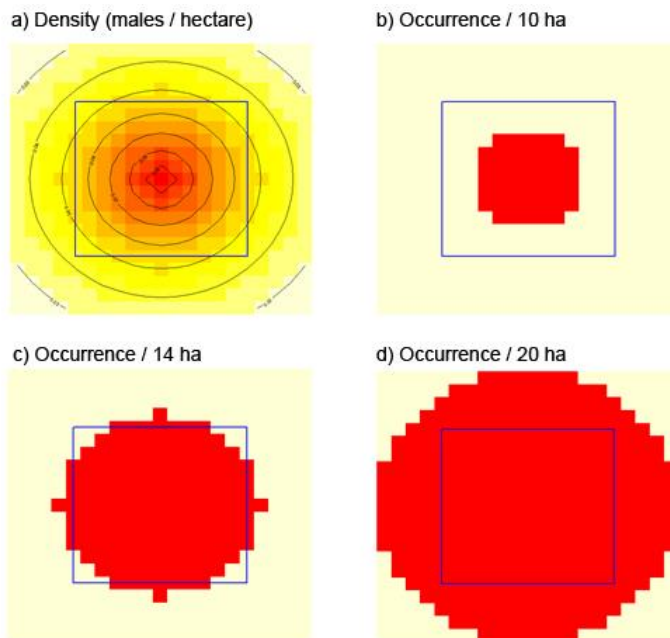 a) Density (males / hectare)
b) Occurrence / 10 ha
c) Occurrence / 14 ha
d) Occurrence / 20 ha